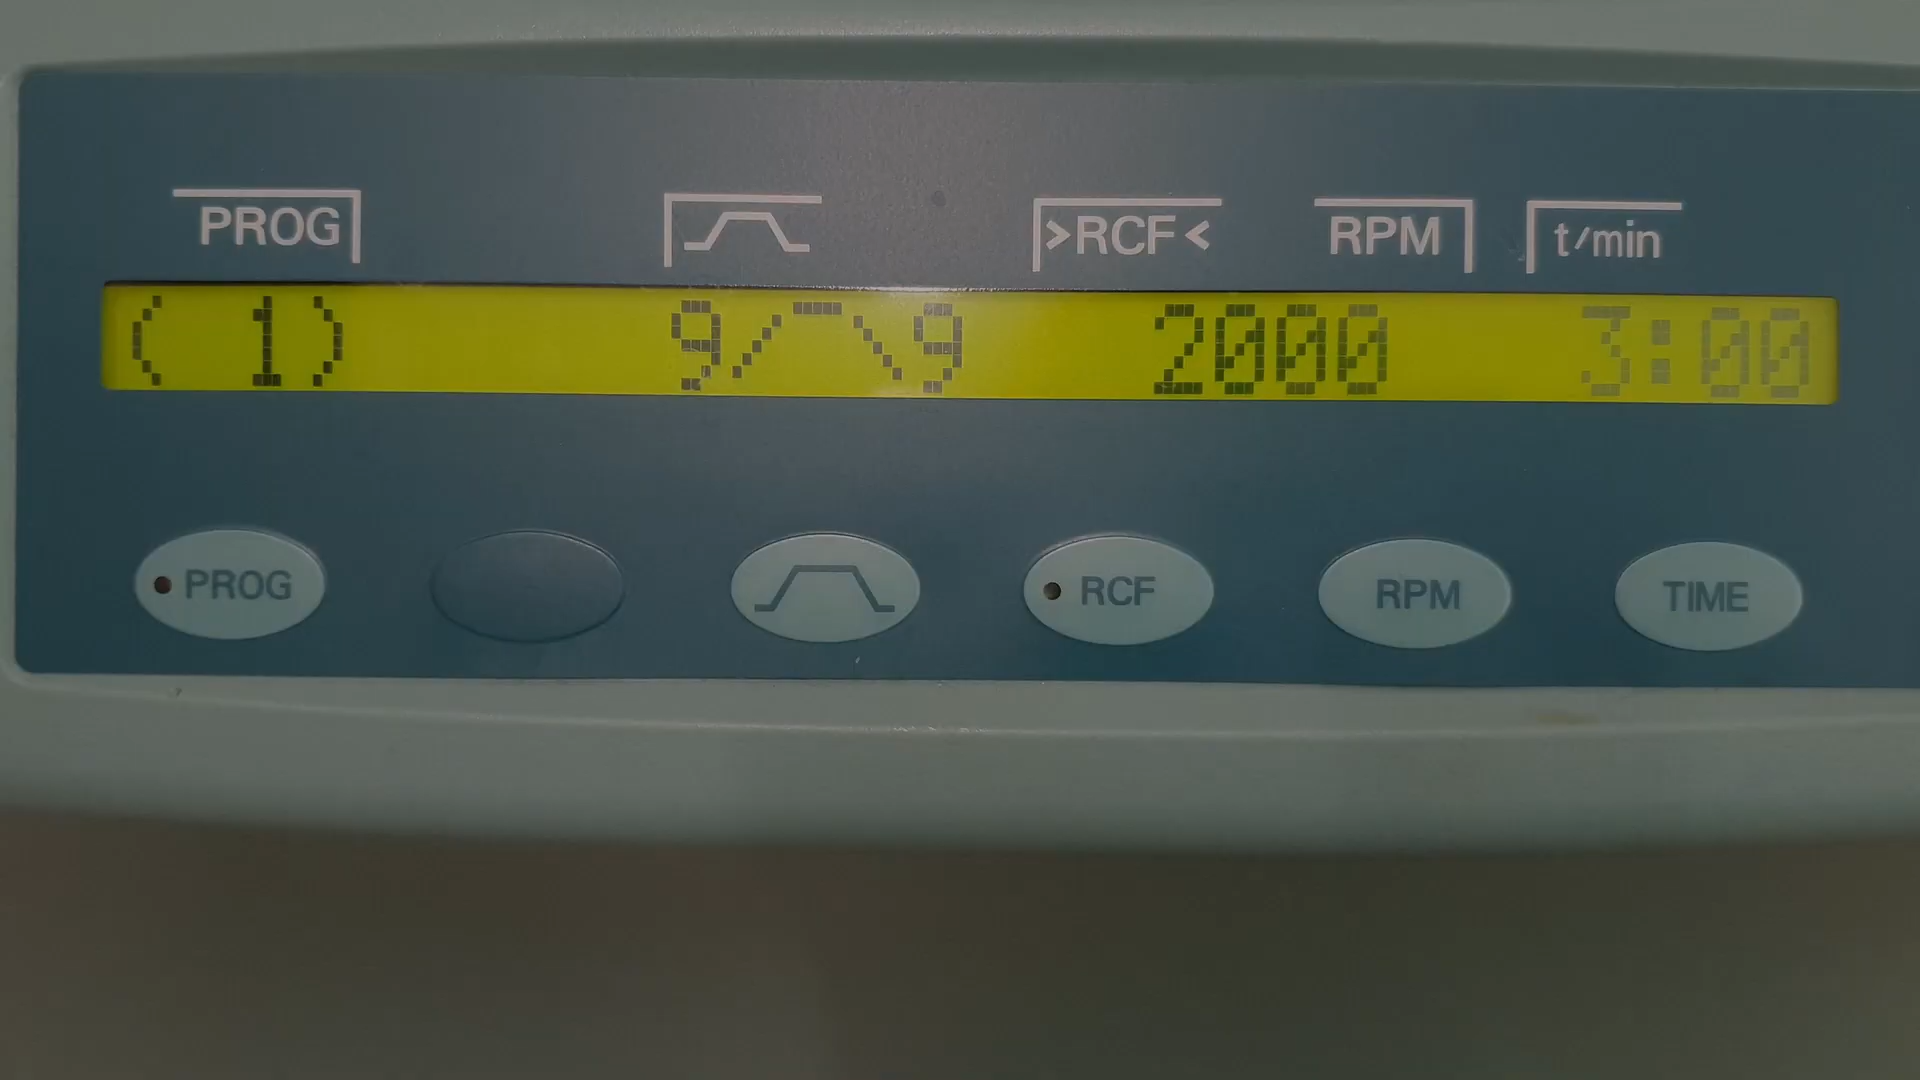 PROG >RCF< RPM t/min
( 1) 9/‾\9 2000 3:00
PROG RCF RPM TIME